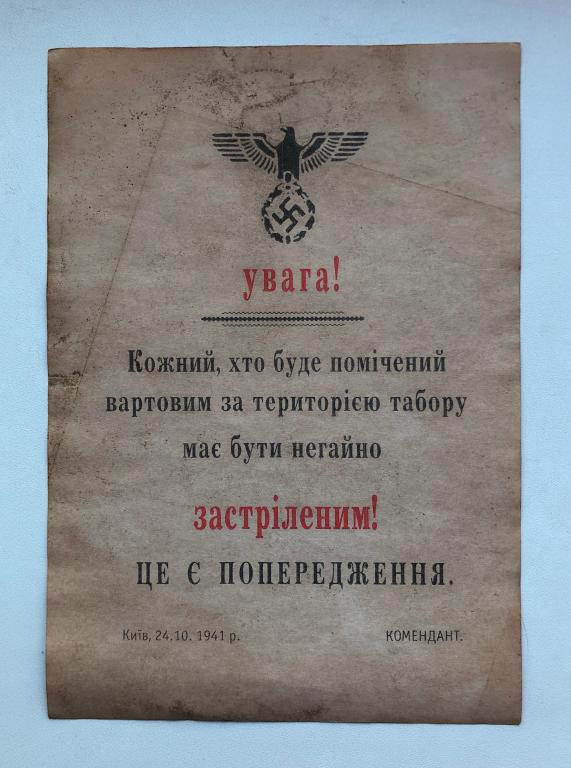 увага!
Кожний, хто буде помічений
вартовим за територією табору
має бути негайно
застріленим!
ЦЕ Є ПОПЕРЕДЖЕННЯ.
Київ, 24.10. 1941 р. КОМЕНДАНТ.